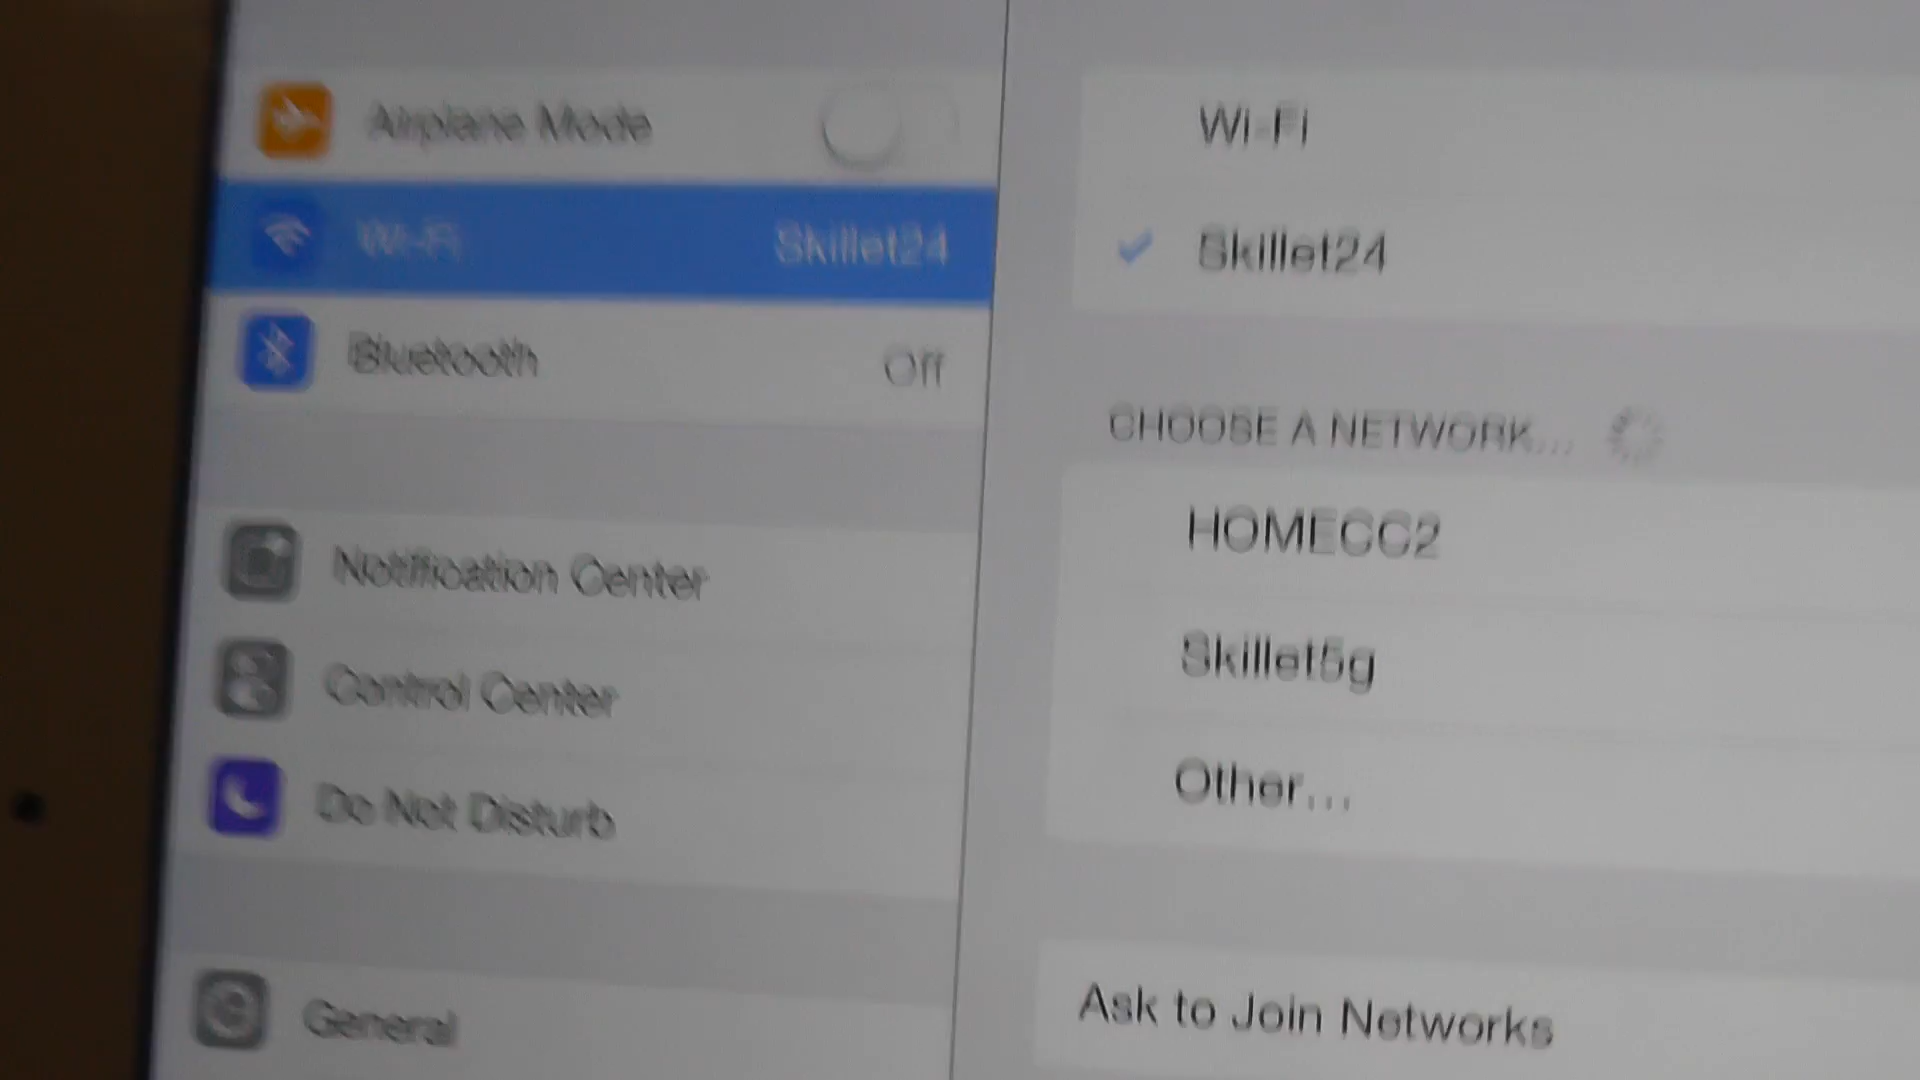 Airplane Mode
Wi-Fi Skillet24
Bluetooth Off
Notification Center
Control Center
Do Not Disturb
General
Wi-Fi
Skillet24
CHOOSE A NETWORK...
HOMECC2
Skillet5g
Other...
Ask to Join Networks